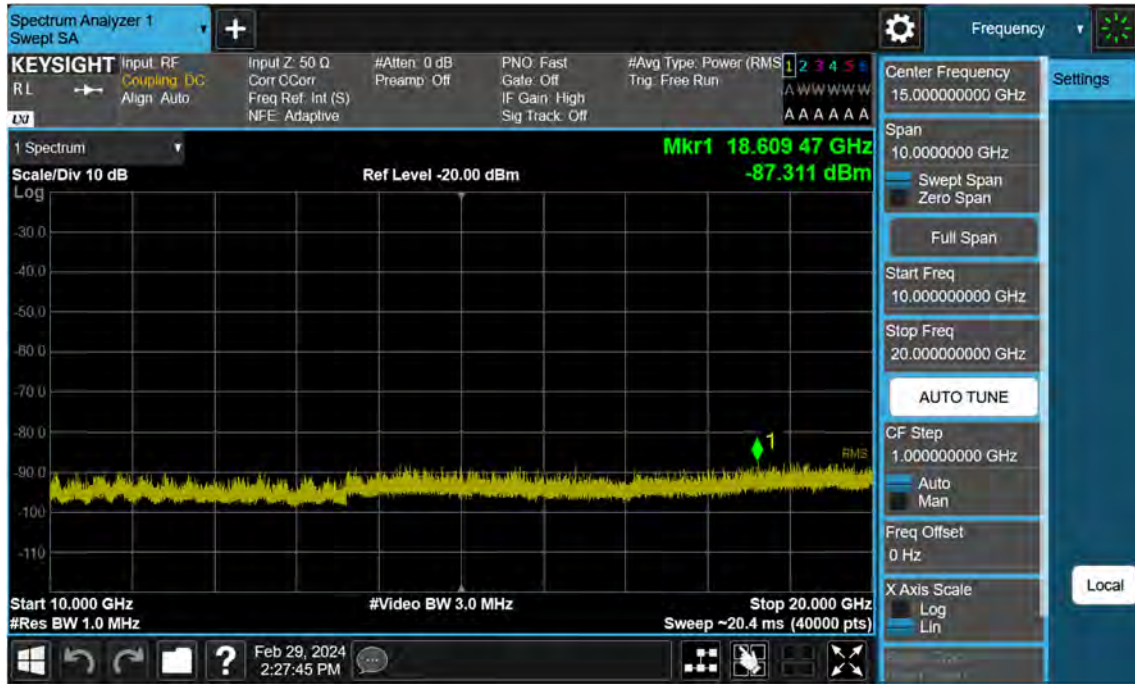 Spectrum Analyzer 1
Swept SA
Frequency
KEYSIGHT
R L
LXI
Input: RF
Coupling: DC
Align: Auto
Input Z: 50 Ω
Corr CCorr
Freq Ref: Int (S)
NFE: Adaptive
#Atten: 0 dB
Preamp: Off
PNO: Fast
Gate: Off
IF Gain: High
Sig Track: Off
#Avg Type: Power (RMS
Trig: Free Run
1 2 3 4 5 6
A W W W W W
A A A A A A
Center Frequency
15.000000000 GHz
Settings
1 Spectrum
Mkr1 18.609 47 GHz
Scale/Div 10 dB
Ref Level -20.00 dBm
-87.311 dBm
Log
-30.0
-40.0
-50.0
-60.0
-70.0
-80.0
-90.0
-100
-110
1
RMS
Start 10.000 GHz
#Video BW 3.0 MHz
Stop 20.000 GHz
#Res BW 1.0 MHz
Sweep ~20.4 ms (40000 pts)
Span
10.0000000 GHz
Swept Span
Zero Span
Full Span
Start Freq
10.000000000 GHz
Stop Freq
20.000000000 GHz
AUTO TUNE
CF Step
1.000000000 GHz
Auto
Man
Freq Offset
0 Hz
X Axis Scale
Log
Lin
Local
?
Feb 29, 2024
2:27:45 PM